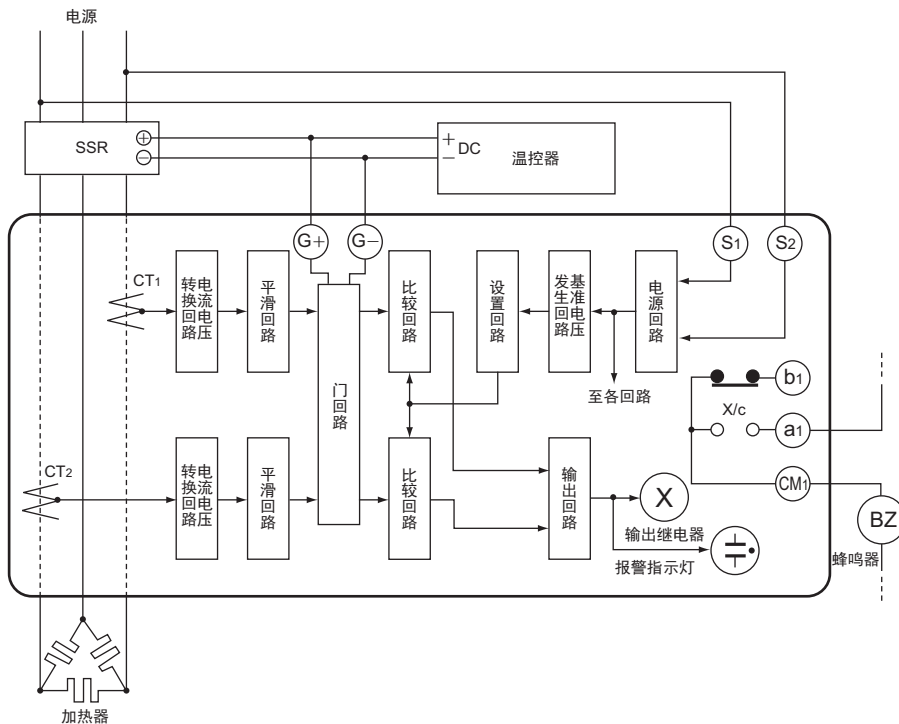 电源
SSR
+
−
+
−
DC
温控器
G+
G−
S1
S2
CT1
电流电压
转换回路
平滑回路
门回路
比较回路
设置回路
基准电压
发生回路
电源回路
至各回路
b1
X/c
a1
CM1
BZ
蜂鸣器
CT2
电流电压
转换回路
平滑回路
比较回路
输出回路
X
输出继电器
报警指示灯
加热器